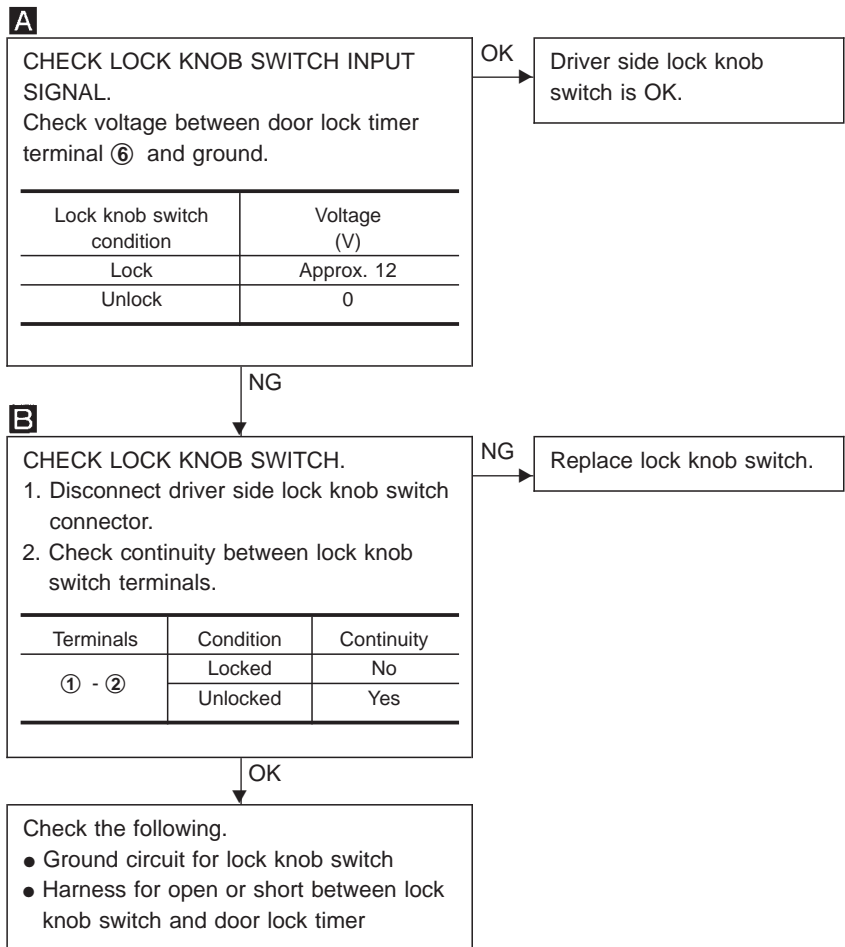 A
CHECK LOCK KNOB SWITCH INPUT
SIGNAL.
Check voltage between door lock timer
terminal ⑥ and ground.
Lock knob switch condition Voltage (V)
Lock Approx. 12
Unlock 0
OK
Driver side lock knob
switch is OK.
NG
B
CHECK LOCK KNOB SWITCH.
1. Disconnect driver side lock knob switch
connector.
2. Check continuity between lock knob
switch terminals.
Terminals Condition Continuity
① - ②
Locked No
Unlocked Yes
NG
Replace lock knob switch.
OK
Check the following.
● Ground circuit for lock knob switch
● Harness for open or short between lock
knob switch and door lock timer